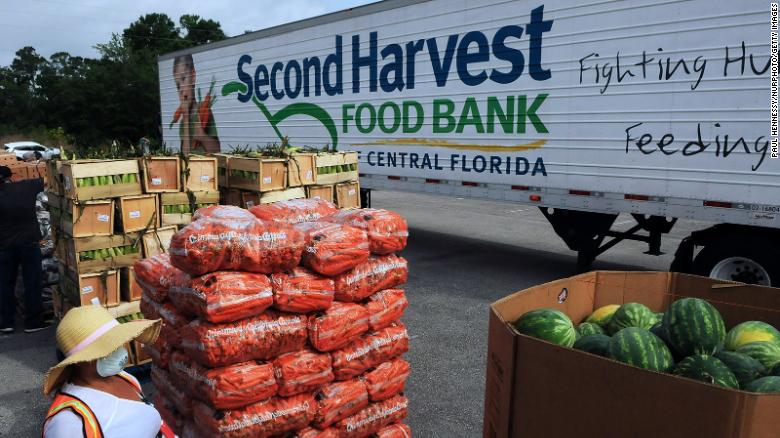 Second Harvest
FOOD BANK
CENTRAL FLORIDA
Fighting Hu
Feeding
PAUL HENNESSY/NURPHOTO/GETTY IMAGES